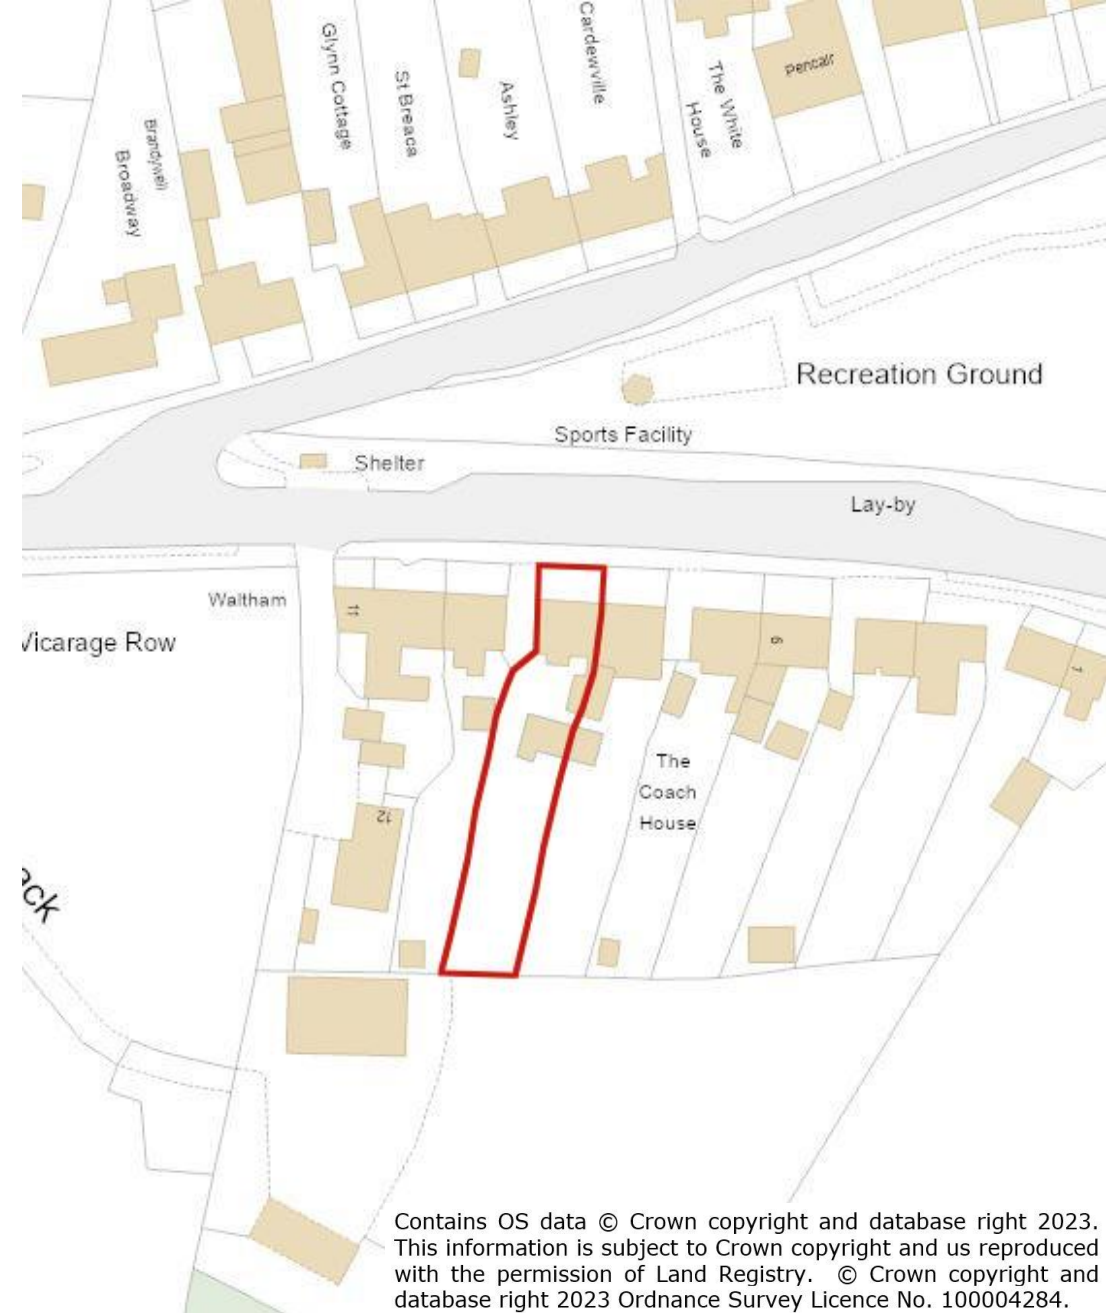 Glynn Cottage
St Breaca
Ashley
Cardewville
The White
House
Pencair
Brandywell
Broadway
Recreation Ground
Sports Facility
Shelter
Lay-by
Waltham
11
6
1
Vicarage Row
The
Coach
House
12
ack
Contains OS data © Crown copyright and database right 2023.
This information is subject to Crown copyright and us reproduced
with the permission of Land Registry. © Crown copyright and
database right 2023 Ordnance Survey Licence No. 100004284.